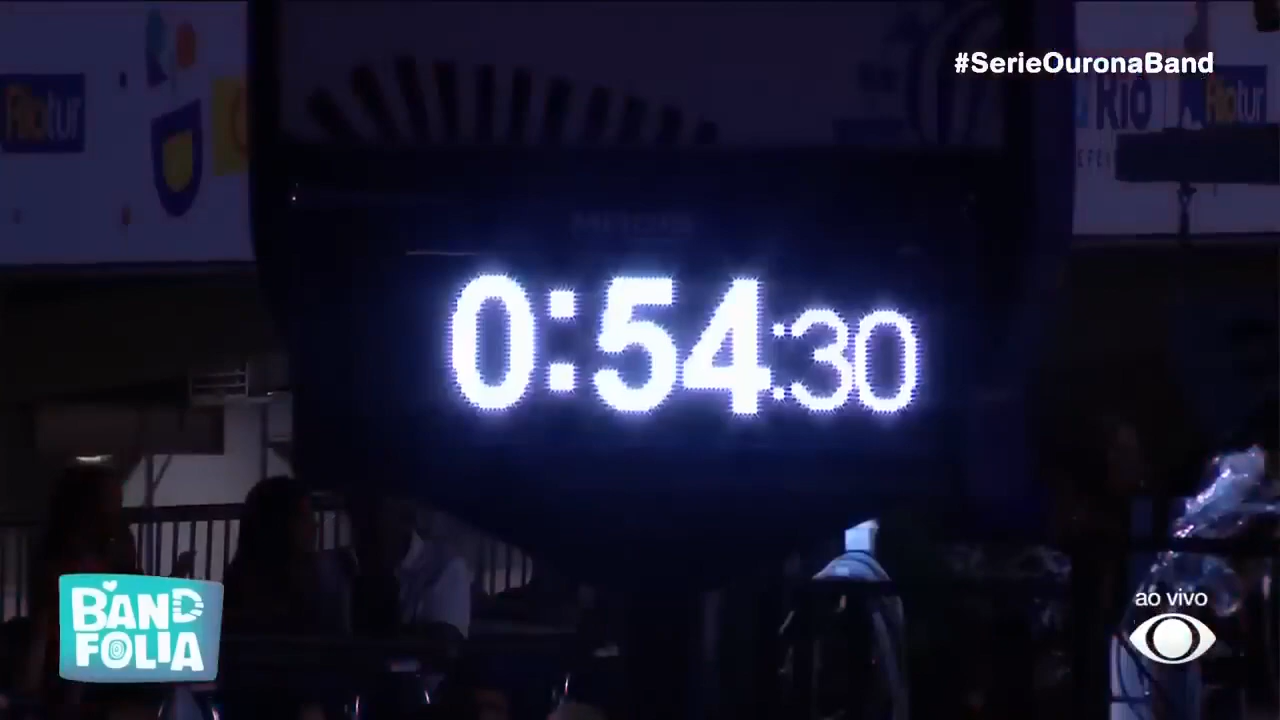 #SerieOuronaBand
Riotur
RIO
Riotur
0:54:30
BAND
FOLIA
ao vivo